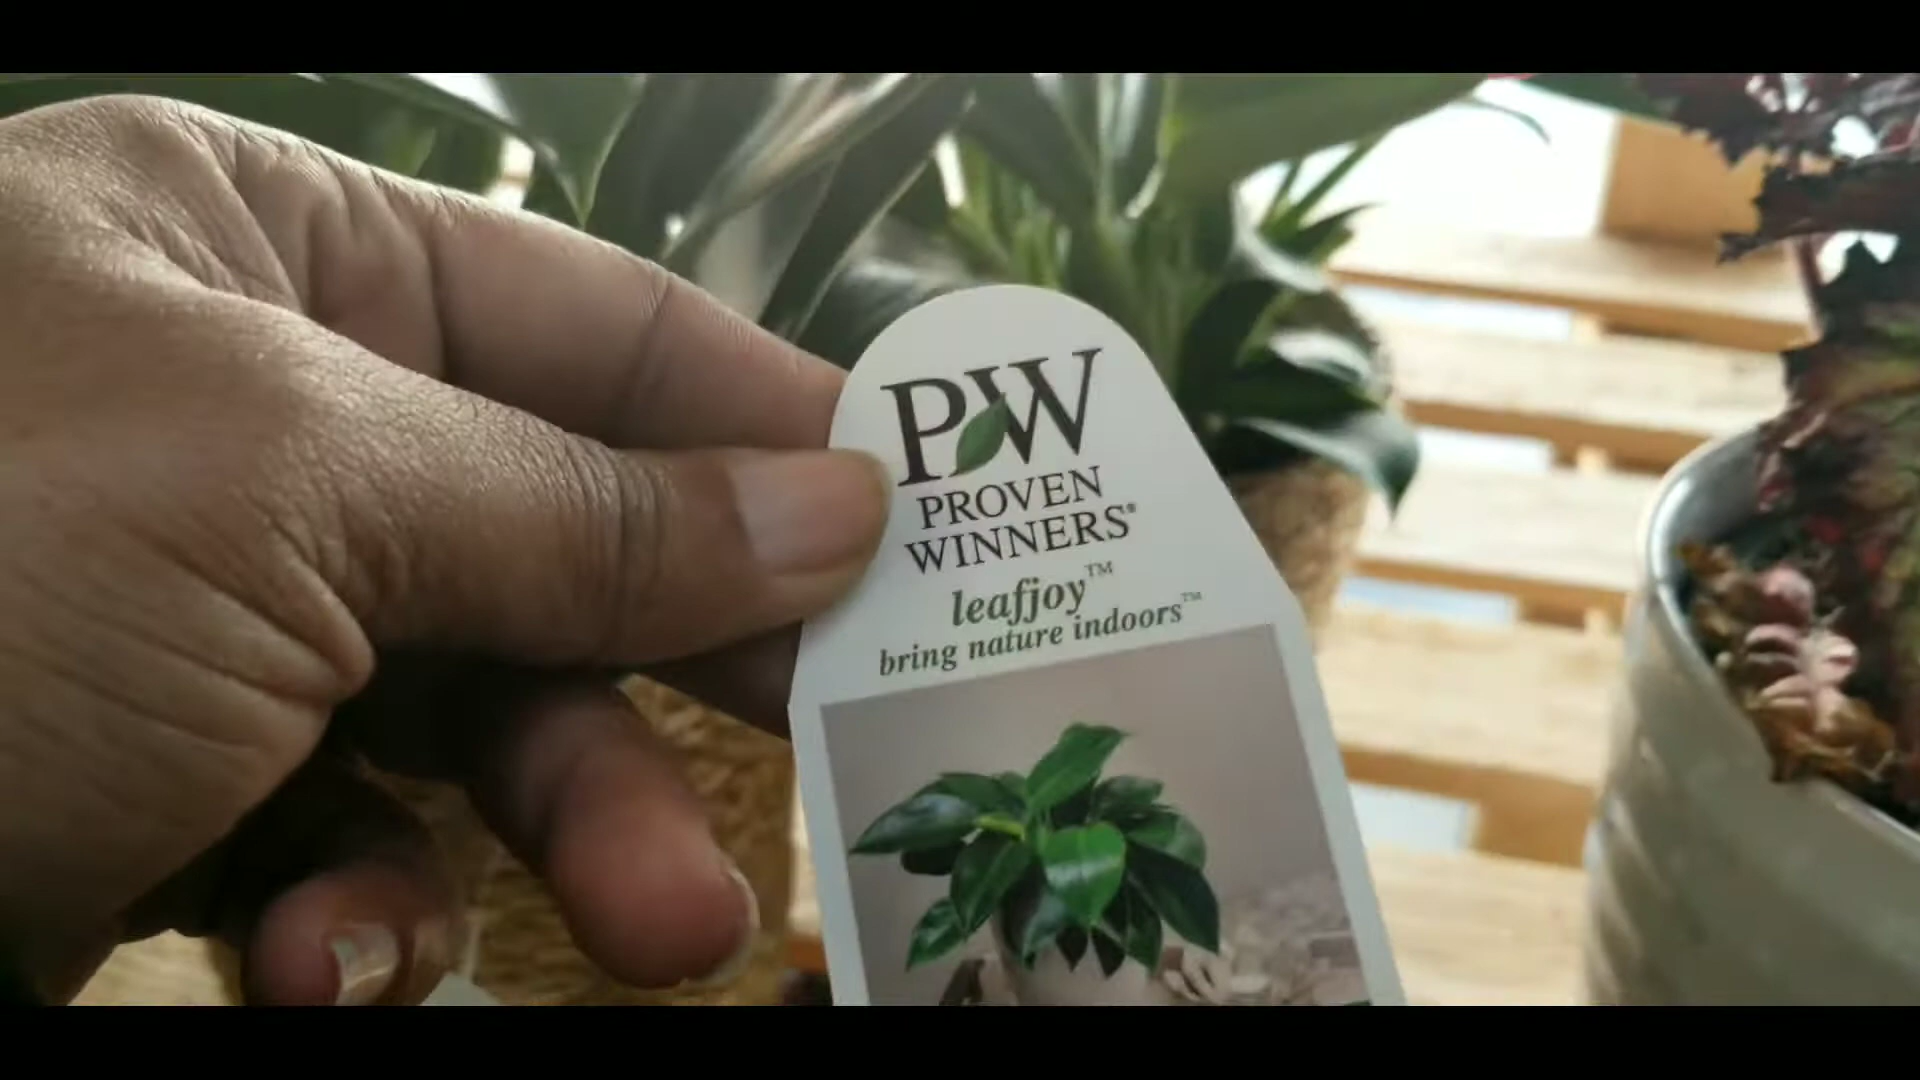 PW
PROVEN
WINNERS®
leafjoy™
bring nature indoors™